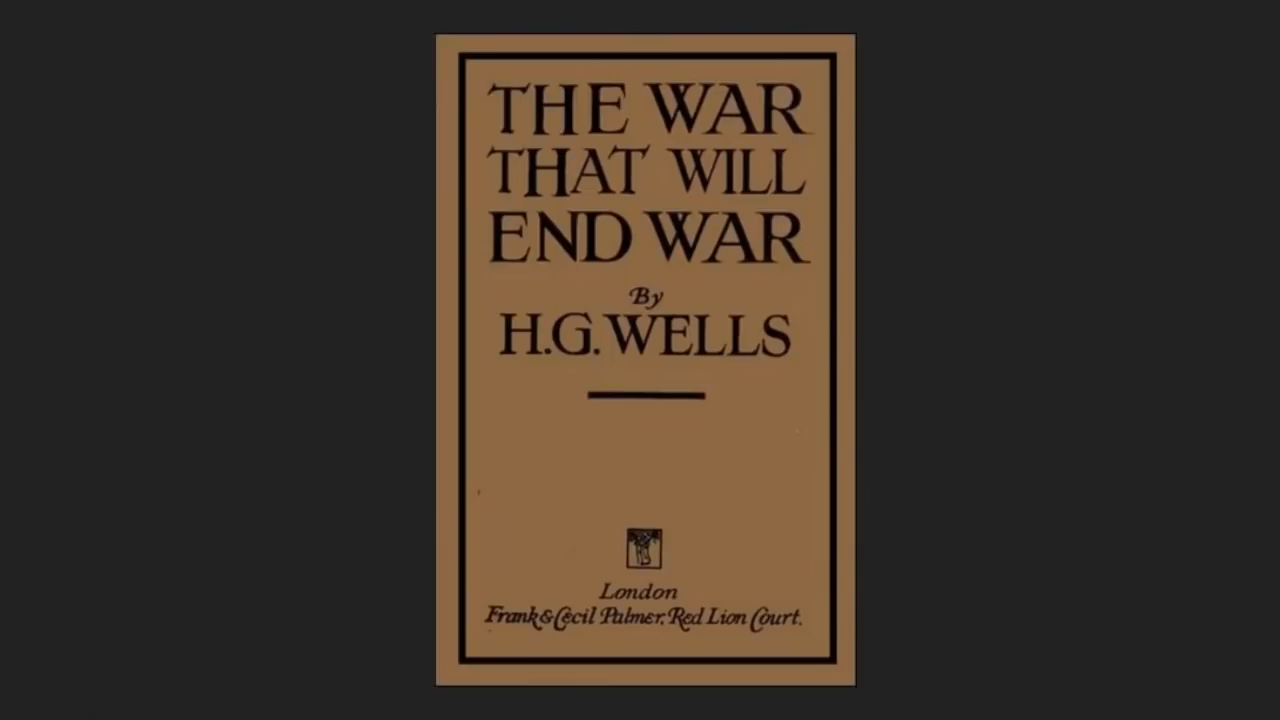 THE WAR
THAT WILL
END WAR
By
H.G. WELLS
London
Frank & Cecil Palmer, Red Lion Court.